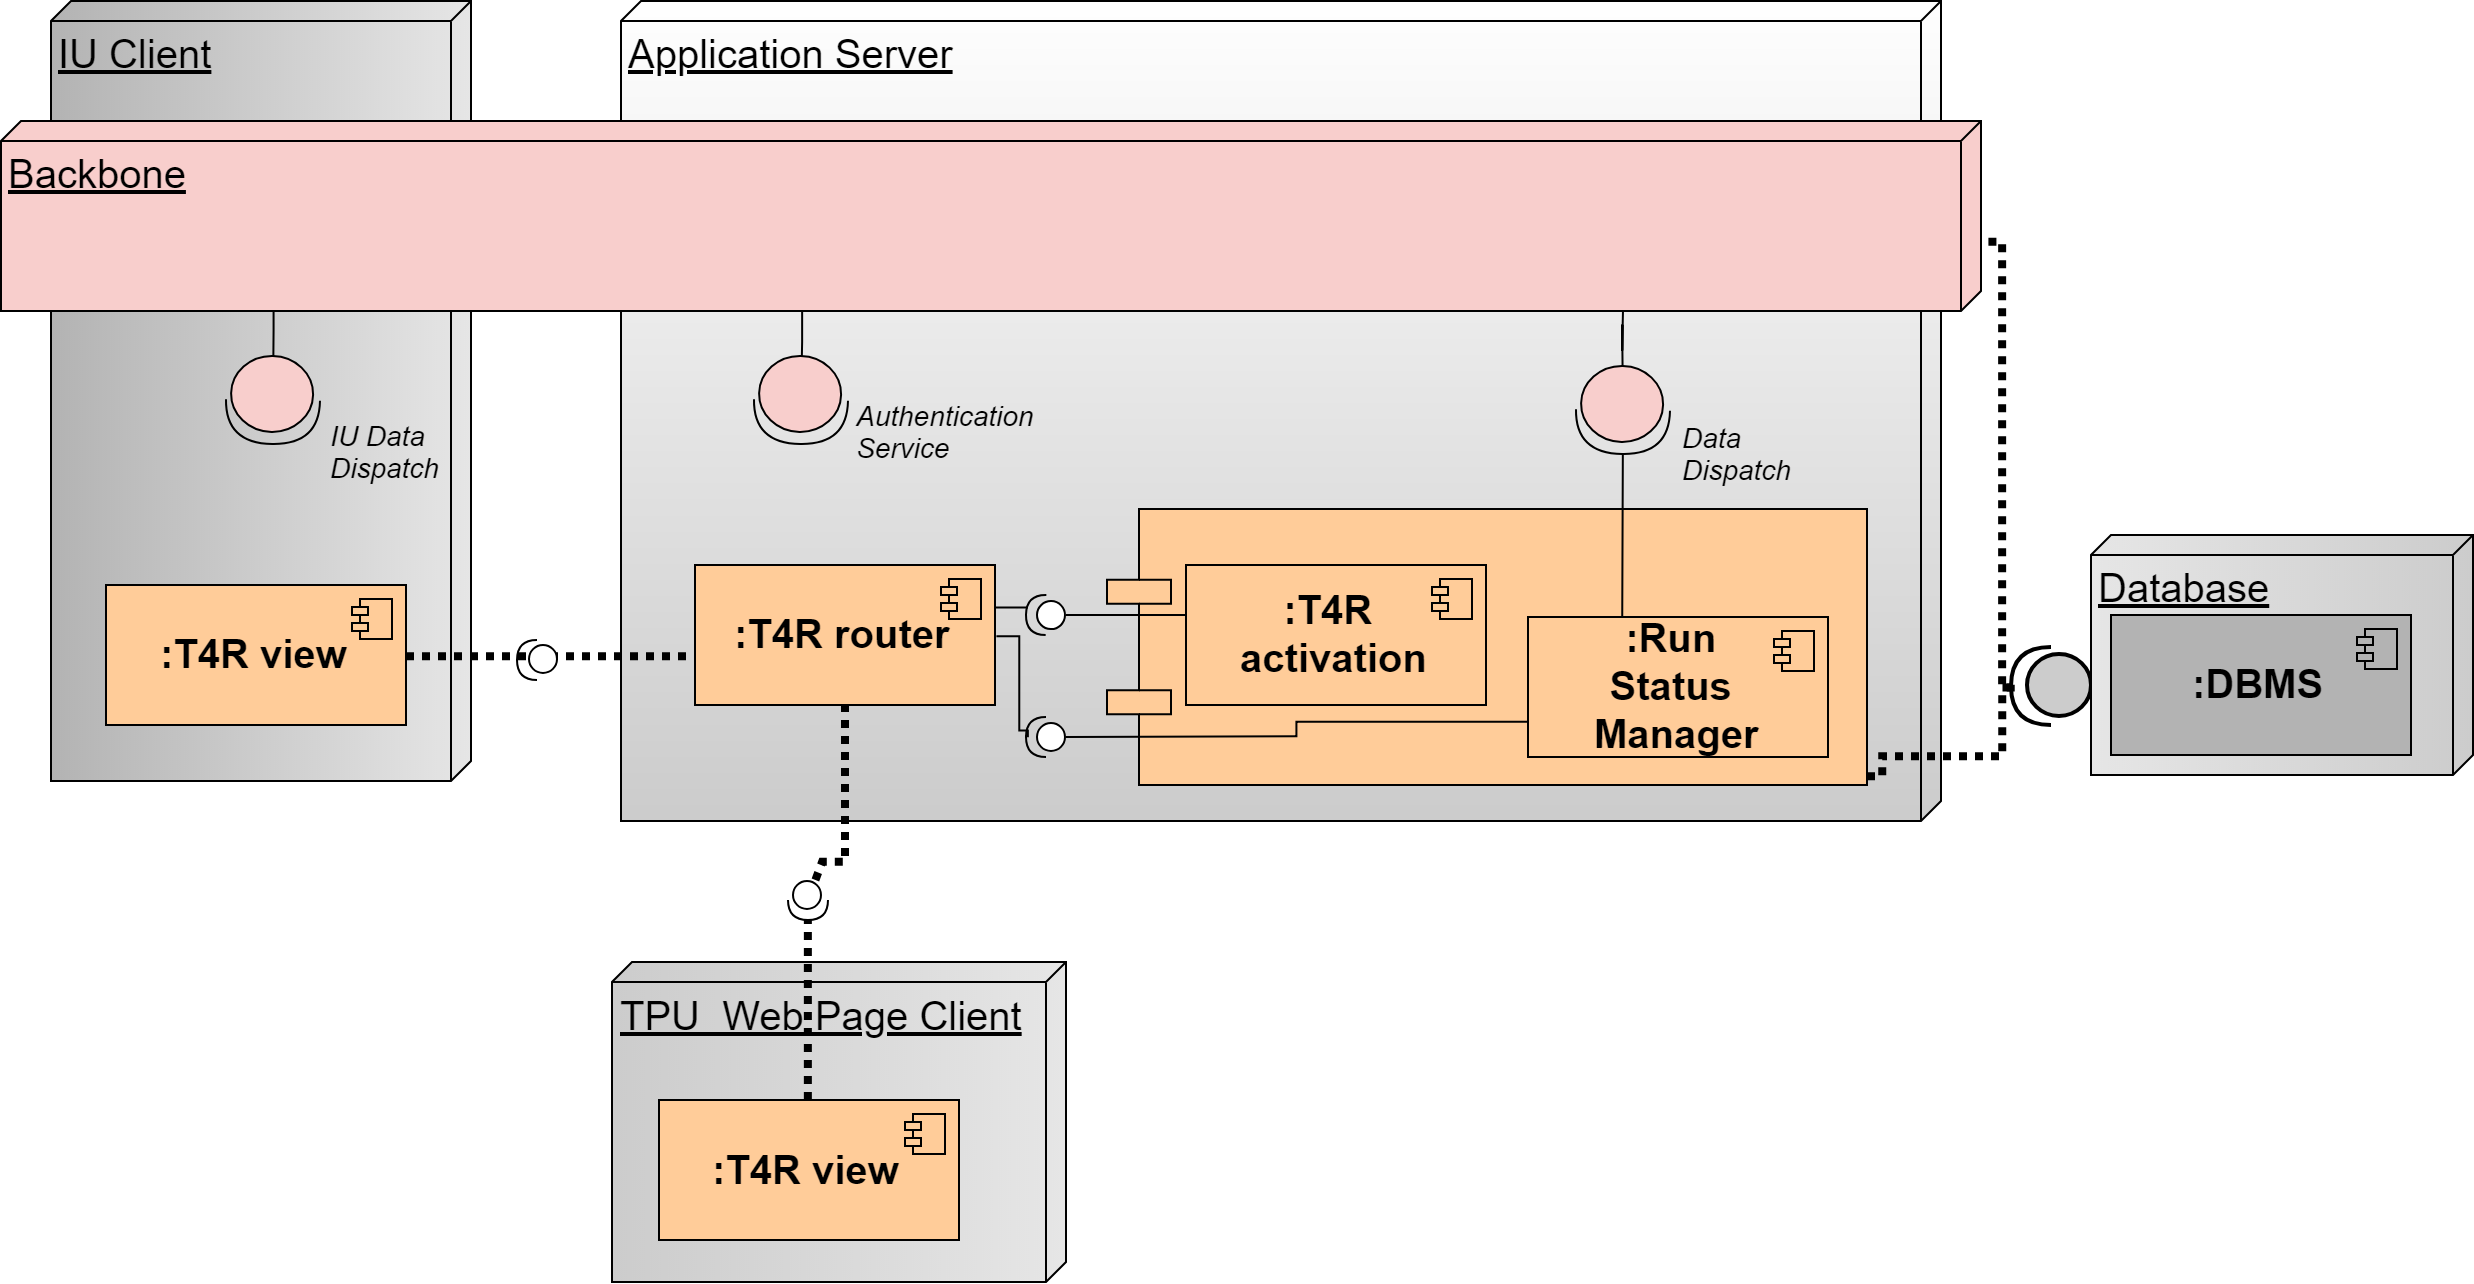 IU Client
Application Server
Backbone
IU Data
Dispatch
Authentication
Service
Data
Dispatch
:T4R view
:T4R router
:T4R
activation
:Run
Status
Manager
Database
:DBMS
TPU  Web Page Client
:T4R view